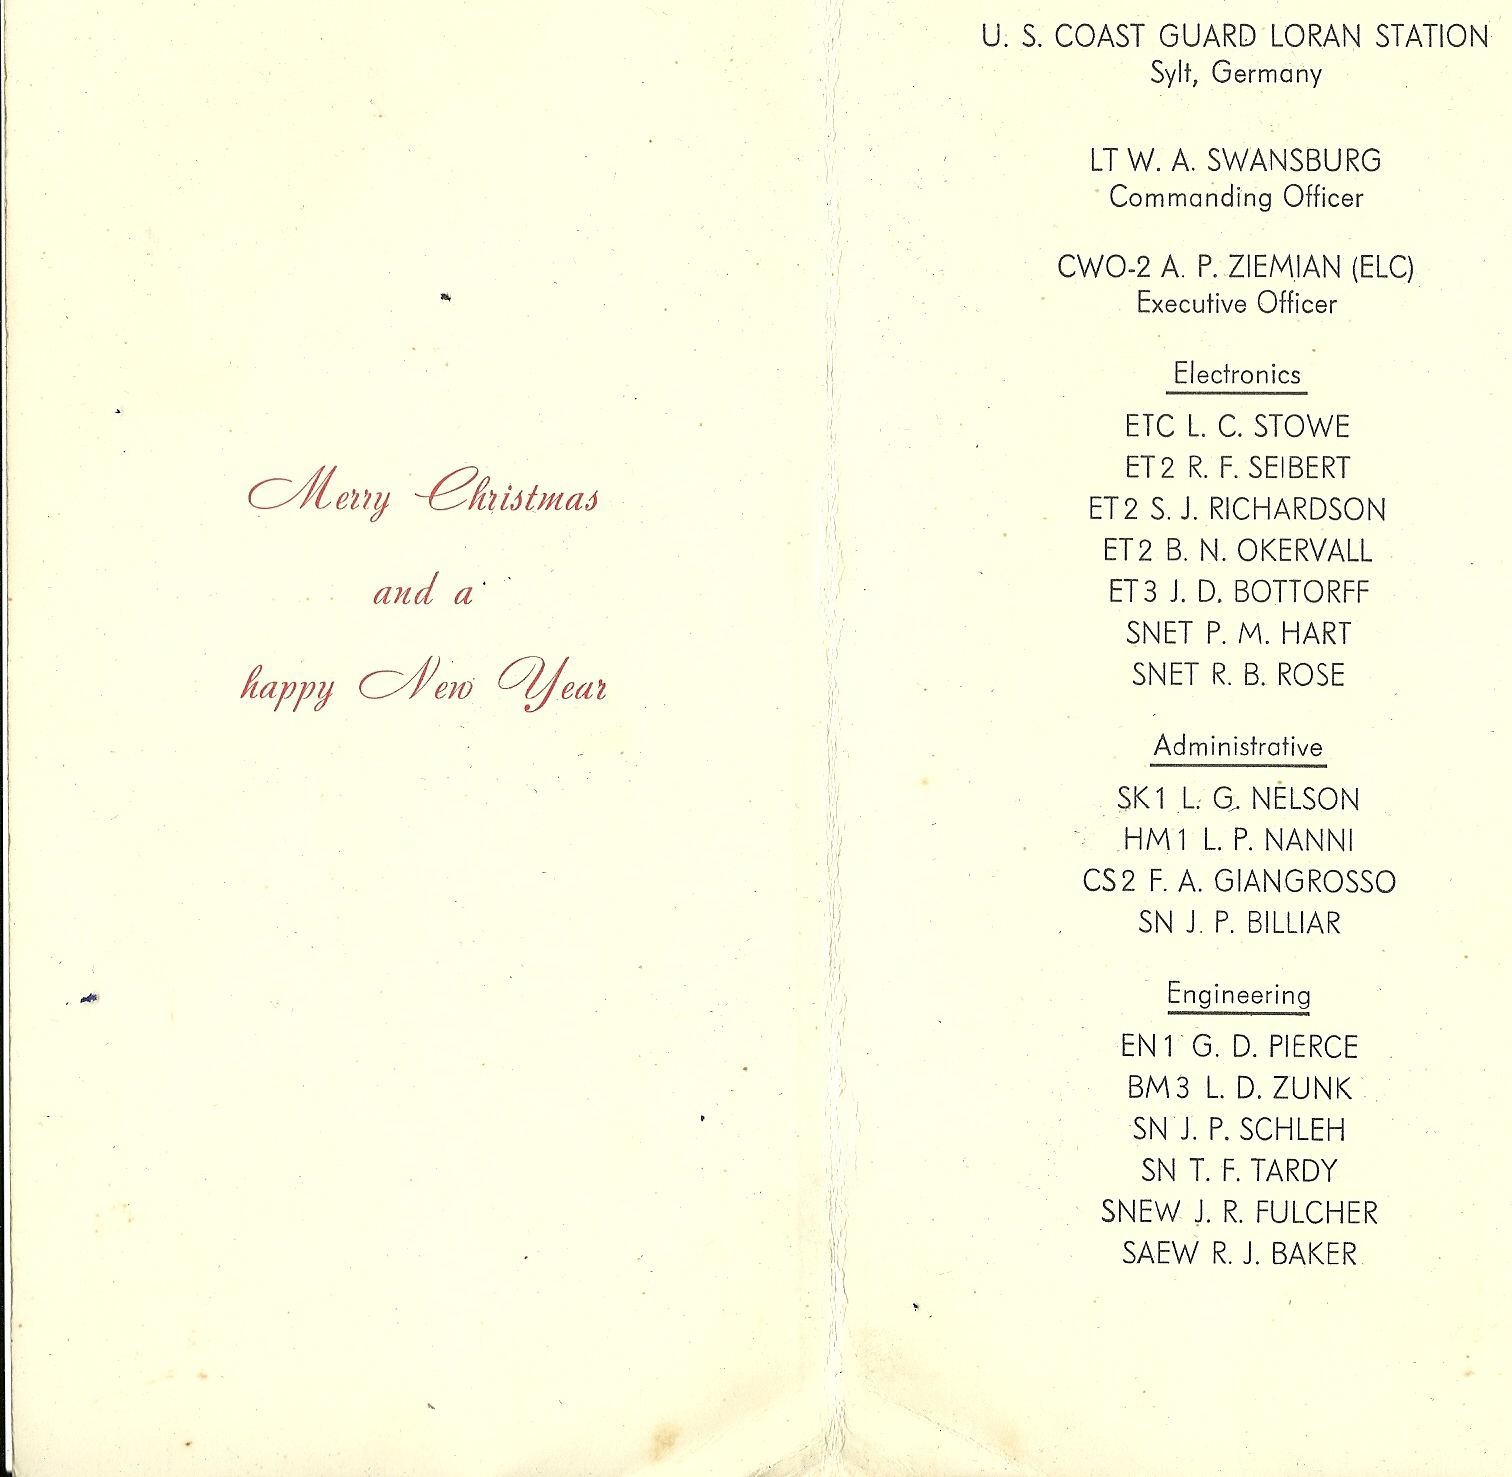 Merry Christmas
and a
happy New Year
U. S. COAST GUARD LORAN STATION
Sylt, Germany
LT W. A. SWANSBURG
Commanding Officer
CWO-2 A. P. ZIEMIAN (ELC)
Executive Officer
Electronics
ETC L. C. STOWE
ET2 R. F. SEIBERT
ET2 S. J. RICHARDSON
ET2 B. N. OKERVALL
ET3 J. D. BOTTORFF
SNET P. M. HART
SNET R. B. ROSE
Administrative
SK1 L. G. NELSON
HM1 L. P. NANNI
CS2 F. A. GIANGROSSO
SN J. P. BILLIAR
Engineering
EN1 G. D. PIERCE
BM3 L. D. ZUNK
SN J. P. SCHLEH
SN T. F. TARDY
SNEW J. R. FULCHER
SAEW R. J. BAKER